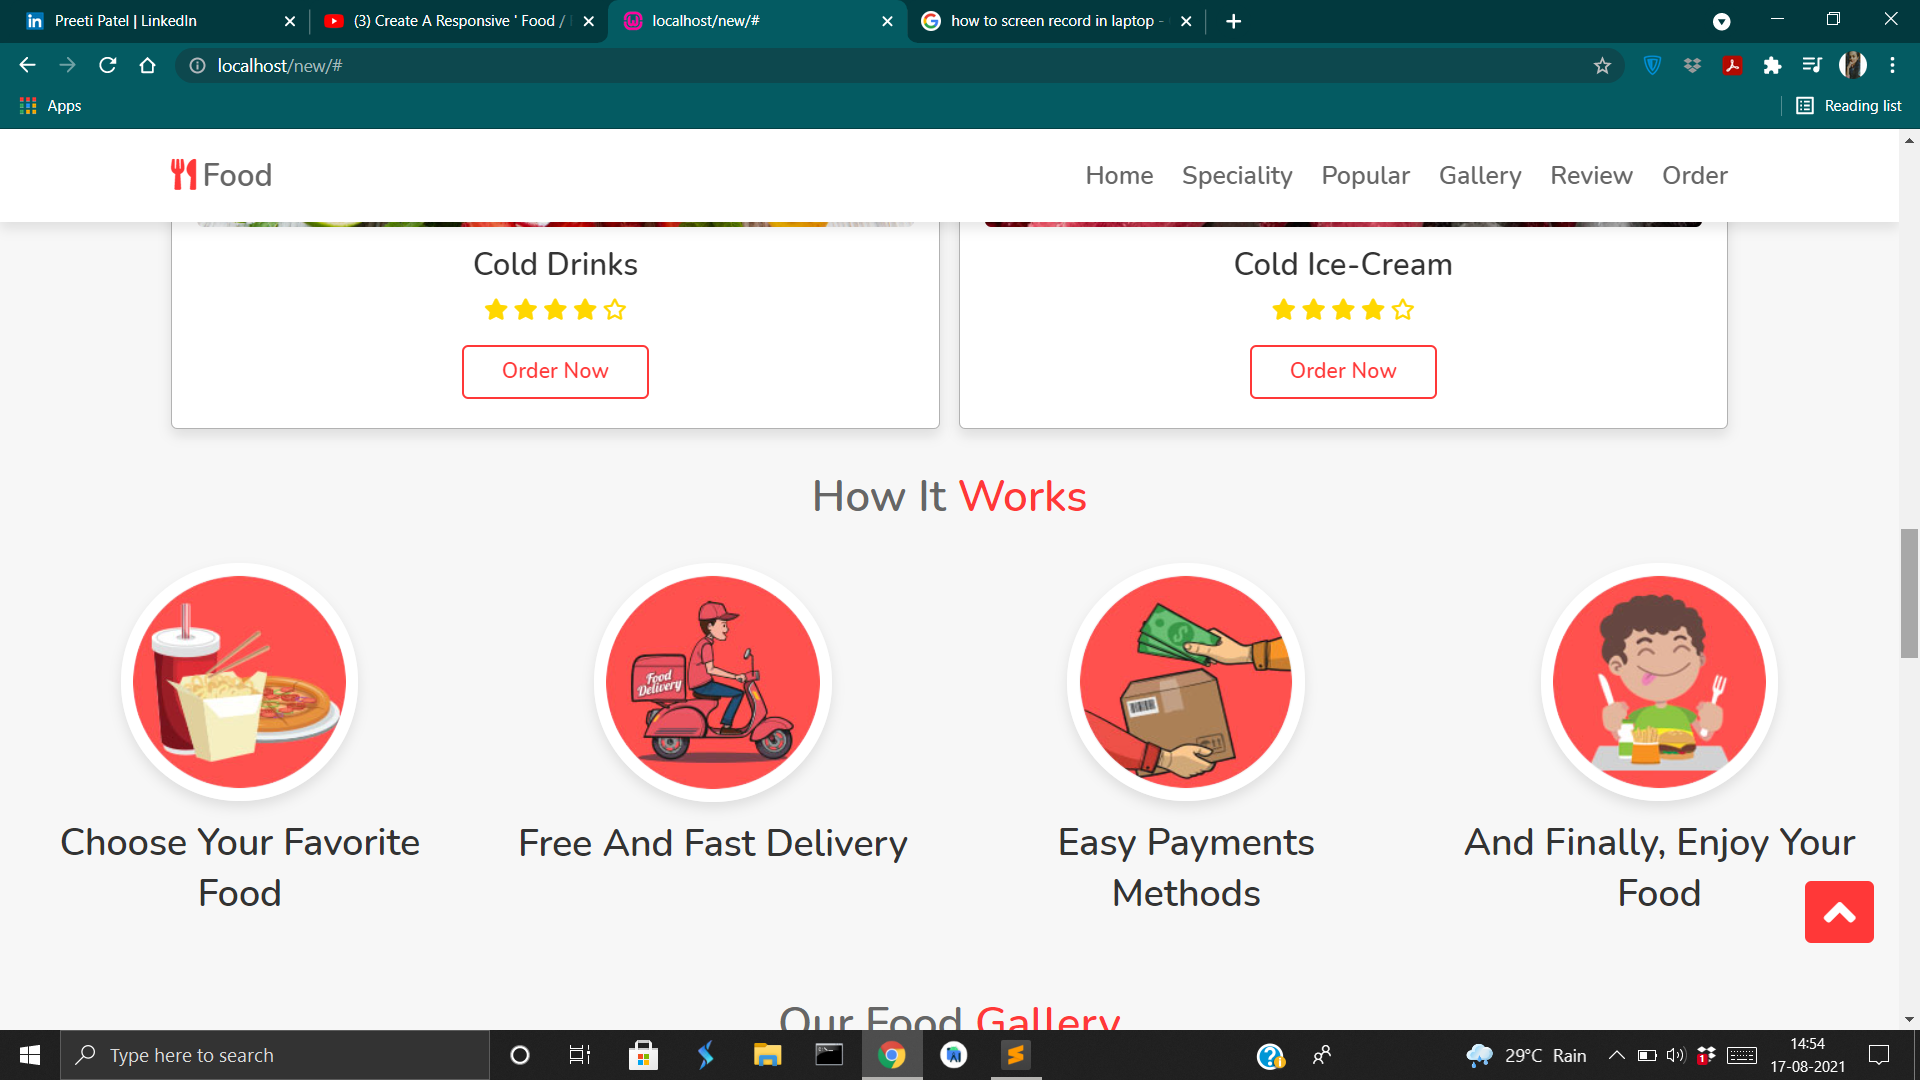 Preeti Patel | LinkedIn
(3) Create A Responsive ' Food /
localhost/new/#
how to screen record in laptop -
localhost/new/#
Apps
Reading list
Food
Home Speciality Popular Gallery Review Order
Cold Drinks
Cold Ice-Cream
Order Now
Order Now
How It Works
Food
Delivery
Choose Your Favorite
Food
Free And Fast Delivery
Easy Payments
Methods
And Finally, Enjoy Your
Food
Our Food Gallery
Type here to search
29°C Rain
1
14:54
17-08-2021